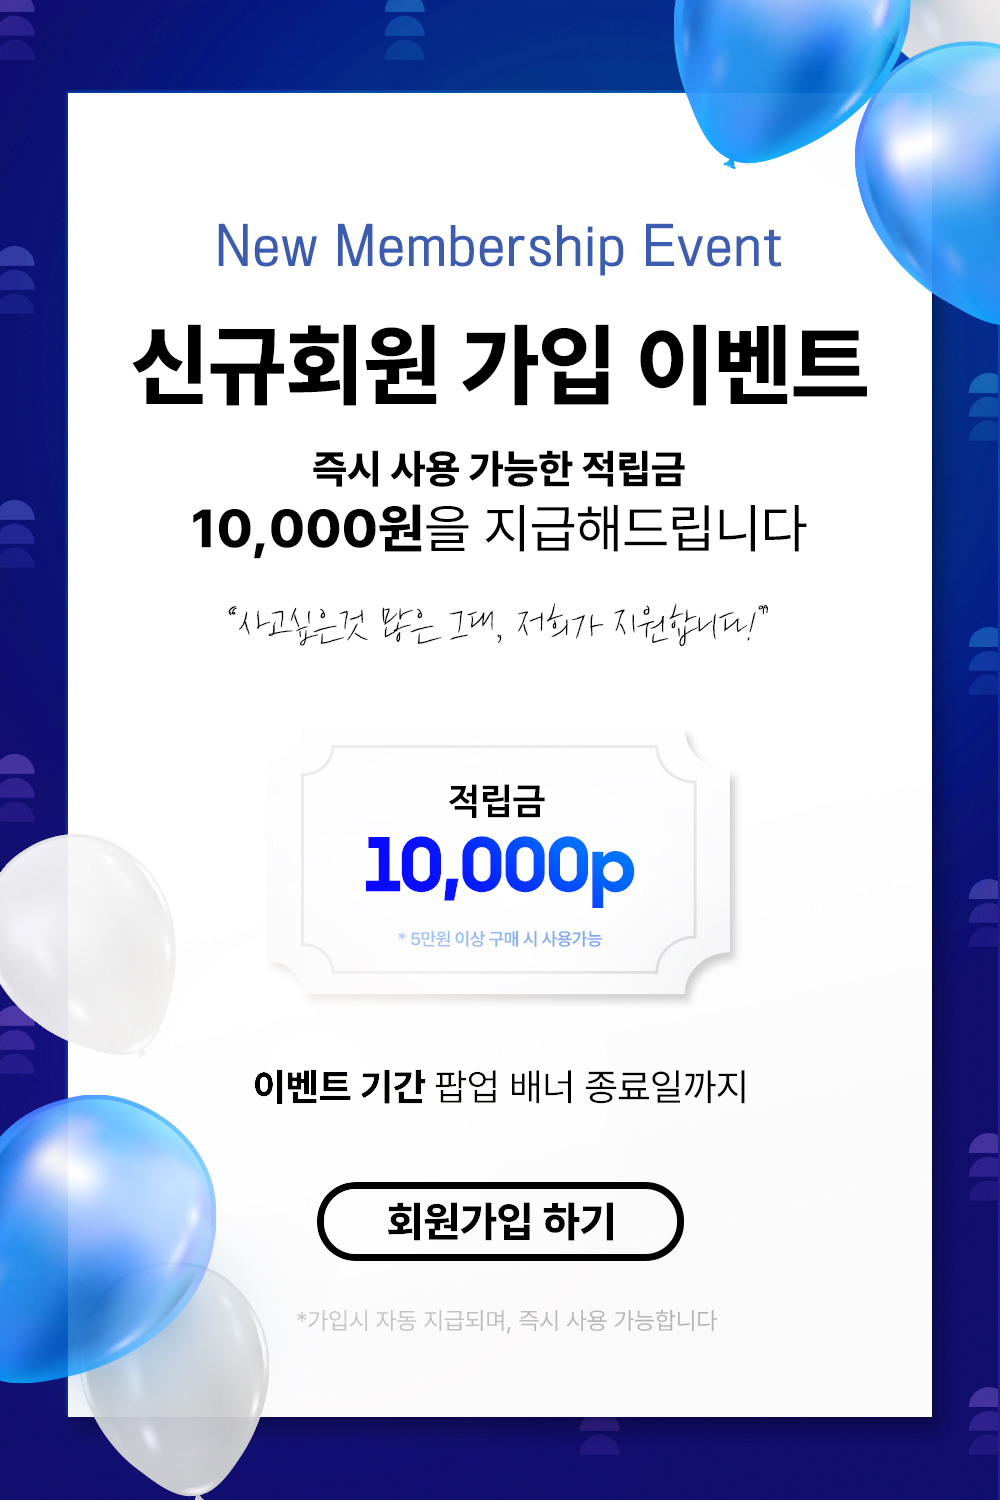 New Membership Event
신규회원 가입 이벤트
즉시 사용 가능한 적립금
10,000원을 지급해드립니다
“사고싶은것 많은 그대, 저희가 지원합니다!”
적립금
10,000p
* 5만원 이상 구매 시 사용가능
이벤트 기간 팝업 배너 종료일까지
회원가입 하기
*가입시 자동 지급되며, 즉시 사용 가능합니다